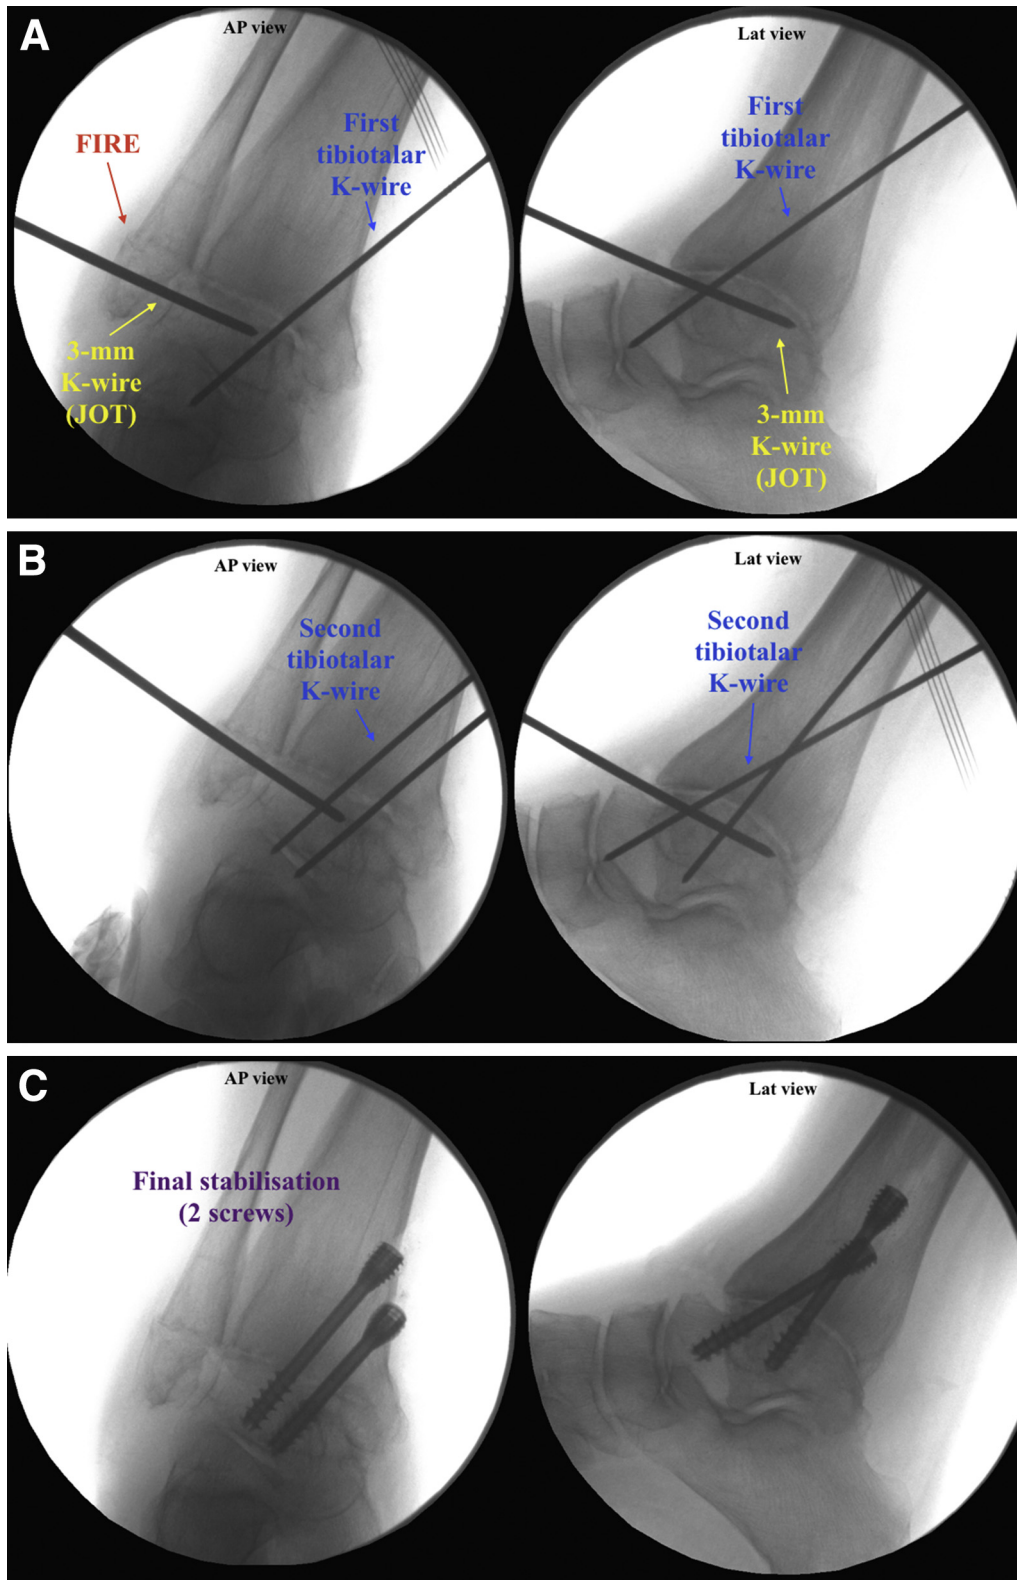 A
AP view
FIRE
First
tibiotalar
K-wire
3-mm
K-wire
(JOT)
Lat view
First
tibiotalar
K-wire
3-mm
K-wire
(JOT)
B
AP view
Second
tibiotalar
K-wire
Lat view
Second
tibiotalar
K-wire
C
AP view
Final stabilisation
(2 screws)
Lat view